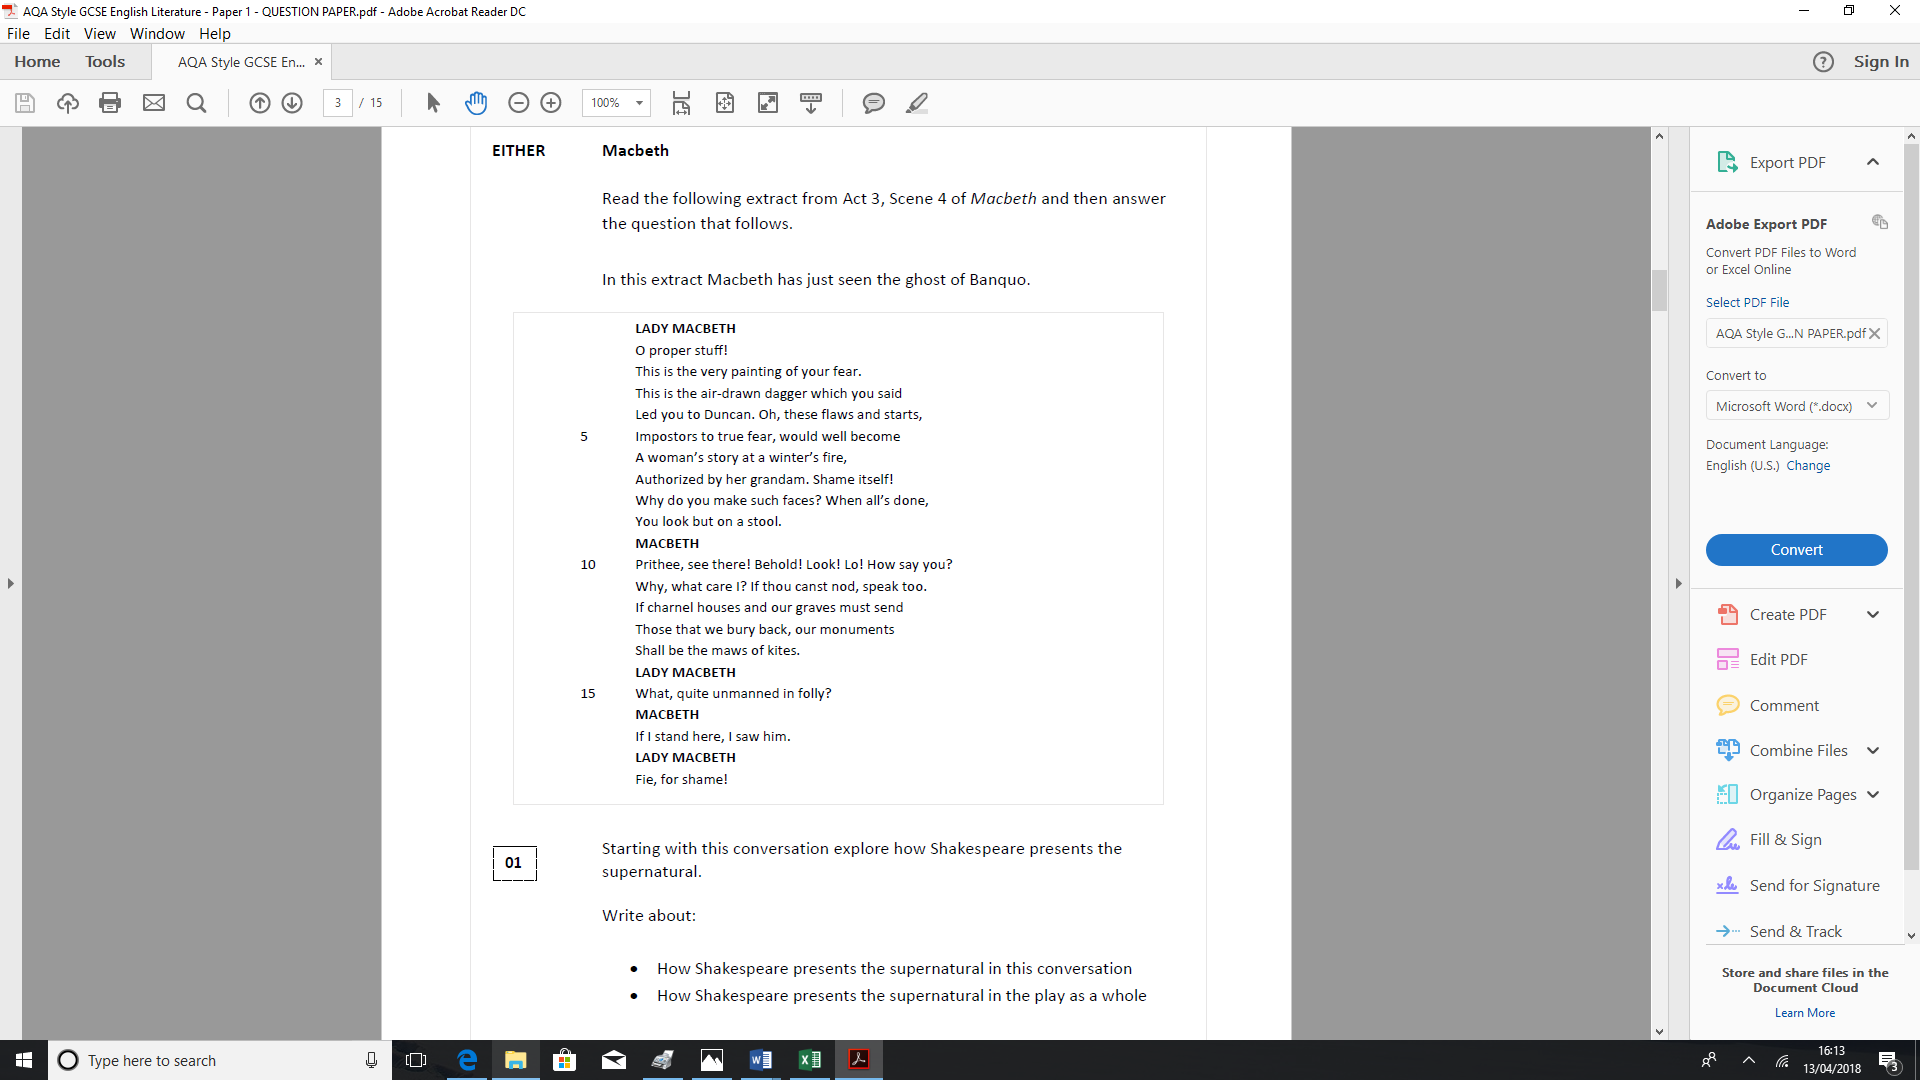 AQA Style GCSE English Literature - Paper 1 - QUESTION PAPER.pdf - Adobe Acrobat Reader DC
File Edit View Window Help
Home Tools AQA Style GCSE En... × ? Sign In
3 / 15 100%
EITHER Macbeth
Read the following extract from Act 3, Scene 4 of Macbeth and then answer
the question that follows.
In this extract Macbeth has just seen the ghost of Banquo.
LADY MACBETH
O proper stuff!
This is the very painting of your fear.
This is the air-drawn dagger which you said
Led you to Duncan. Oh, these flaws and starts,
5 Impostors to true fear, would well become
A woman’s story at a winter’s fire,
Authorized by her grandam. Shame itself!
Why do you make such faces? When all’s done,
You look but on a stool.
MACBETH
10 Prithee, see there! Behold! Look! Lo! How say you?
Why, what care I? If thou canst nod, speak too.
If charnel houses and our graves must send
Those that we bury back, our monuments
Shall be the maws of kites.
LADY MACBETH
15 What, quite unmanned in folly?
MACBETH
If I stand here, I saw him.
LADY MACBETH
Fie, for shame!
01 Starting with this conversation explore how Shakespeare presents the
supernatural.
Write about:
• How Shakespeare presents the supernatural in this conversation
• How Shakespeare presents the supernatural in the play as a whole
Export PDF
Adobe Export PDF
Convert PDF Files to Word
or Excel Online
Select PDF File
AQA Style G...N PAPER.pdf
Convert to
Microsoft Word (*.docx)
Document Language:
English (U.S.) Change
Convert
Create PDF
Edit PDF
Comment
Combine Files
Organize Pages
Fill & Sign
Send for Signature
Send & Track
Store and share files in the
Document Cloud
Learn More
Type here to search
16:13
13/04/2018
3